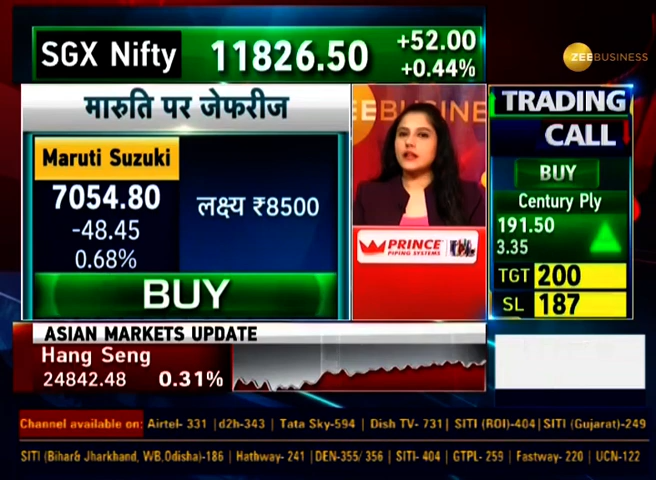 SGX Nifty 11826.50 +52.00
+0.44%
ZEEBUSINESS
मारुति पर जेफरीज
Maruti Suzuki
7054.80
-48.45
0.68%
लक्ष्य ₹8500
BUY
EEBUSINE
PRINCE
PIPING SYSTEMS
TRADING
CALL
BUY
Century Ply
191.50
3.35
TGT 200
SL 187
ASIAN MARKETS UPDATE
Hang Seng
24842.48 0.31%
Channel available on: Airtel- 331 | d2h-343 | Tata Sky-594 | Dish TV- 731| SITI (ROI)-404|SITI (Gujarat)-249
SITI (Bihar& Jharkhand, WB,Odisha)-186 | Hathway- 241 |DEN-355/ 356 | SITI- 404 | GTPL- 259 | Fastway- 220 | UCN-122